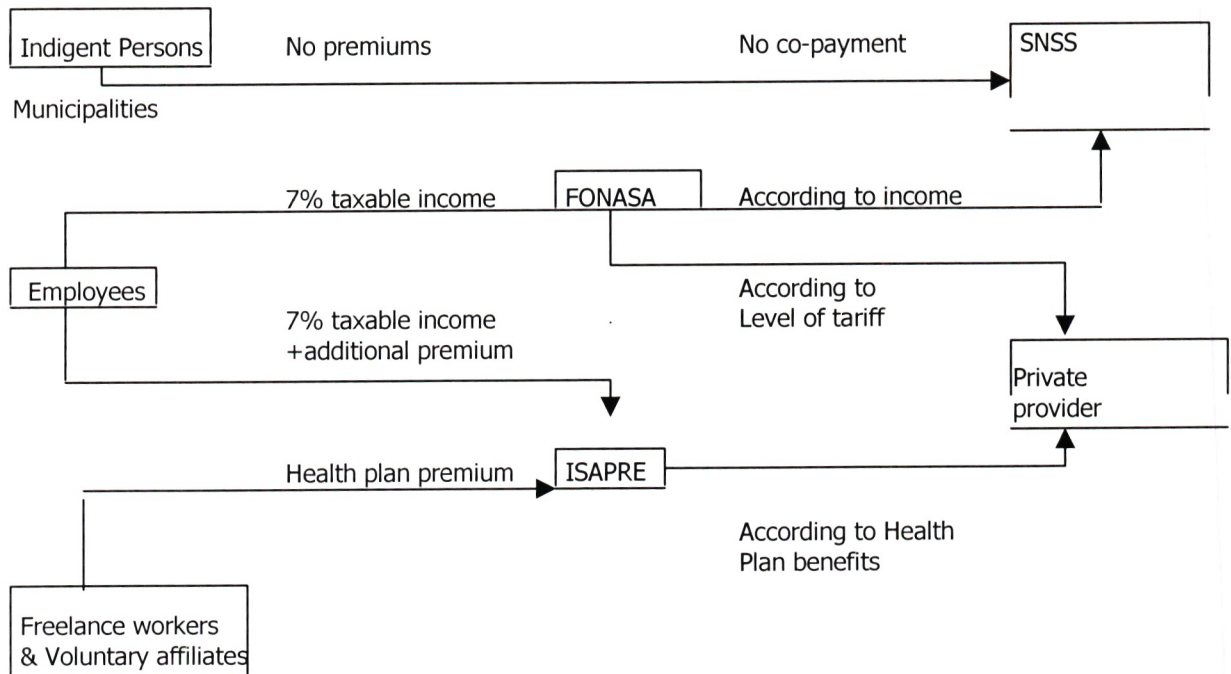 Indigent Persons
No premiums
No co-payment
SNSS
Municipalities
7% taxable income
FONASA
According to income
Employees
According to
Level of tariff
7% taxable income
+additional premium
Private
provider
Health plan premium
ISAPRE
According to Health
Plan benefits
Freelance workers
& Voluntary affiliates